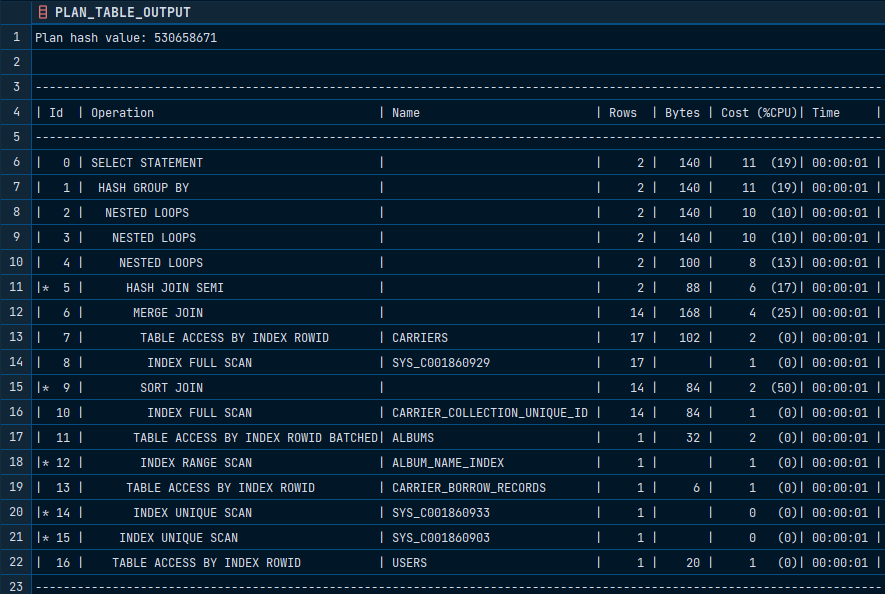 PLAN_TABLE_OUTPUT
1 Plan hash value: 530658671
2
3 -------------------------------------------------------------------------------------------------------------------------
4 | Id  | Operation                               | Name                         | Rows  | Bytes | Cost (%CPU)| Time     |
5 -------------------------------------------------------------------------------------------------------------------------
6 |   0 | SELECT STATEMENT                        |                              |     2 |   140 |    11  (19)| 00:00:01 |
7 |   1 |  HASH GROUP BY                          |                              |     2 |   140 |    11  (19)| 00:00:01 |
8 |   2 |   NESTED LOOPS                          |                              |     2 |   140 |    10  (10)| 00:00:01 |
9 |   3 |    NESTED LOOPS                         |                              |     2 |   140 |    10  (10)| 00:00:01 |
10 |   4 |     NESTED LOOPS                        |                              |     2 |   100 |     8  (13)| 00:00:01 |
11 |*  5 |      HASH JOIN SEMI                     |                              |     2 |    88 |     6  (17)| 00:00:01 |
12 |   6 |       MERGE JOIN                        |                              |    14 |   168 |     4  (25)| 00:00:01 |
13 |   7 |        TABLE ACCESS BY INDEX ROWID      | CARRIERS                     |    17 |   102 |     2   (0)| 00:00:01 |
14 |   8 |         INDEX FULL SCAN                 | SYS_C001860929               |    17 |       |     1   (0)| 00:00:01 |
15 |*  9 |        SORT JOIN                        |                              |    14 |    84 |     2  (50)| 00:00:01 |
16 |  10 |         INDEX FULL SCAN                 | CARRIER_COLLECTION_UNIQUE_ID |    14 |    84 |     1   (0)| 00:00:01 |
17 |  11 |       TABLE ACCESS BY INDEX ROWID BATCHED| ALBUMS                       |     1 |    32 |     2   (0)| 00:00:01 |
18 |* 12 |        INDEX RANGE SCAN                 | ALBUM_NAME_INDEX             |     1 |       |     1   (0)| 00:00:01 |
19 |  13 |      TABLE ACCESS BY INDEX ROWID        | CARRIER_BORROW_RECORDS       |     1 |     6 |     1   (0)| 00:00:01 |
20 |* 14 |       INDEX UNIQUE SCAN                 | SYS_C001860933               |     1 |       |     0   (0)| 00:00:01 |
21 |* 15 |     INDEX UNIQUE SCAN                   | SYS_C001860903               |     1 |       |     0   (0)| 00:00:01 |
22 |  16 |    TABLE ACCESS BY INDEX ROWID          | USERS                        |     1 |    20 |     1   (0)| 00:00:01 |
23 -------------------------------------------------------------------------------------------------------------------------